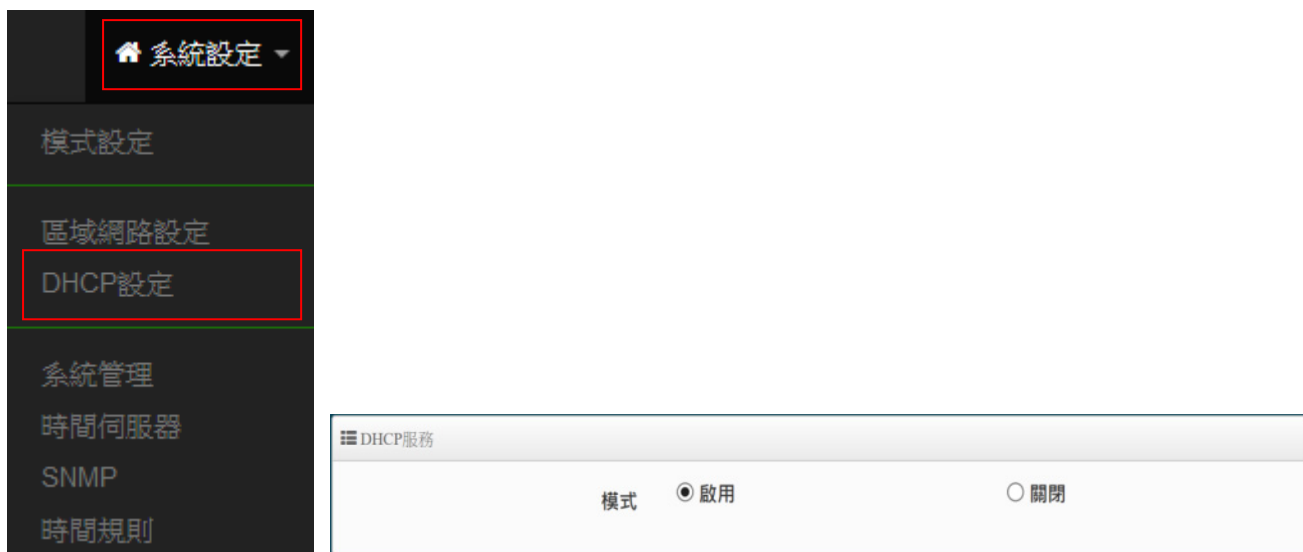 系統設定
模式設定
區域網路設定
DHCP設定
系統管理
時間伺服器
SNMP
時間規則
DHCP服務
模式 啟用 關閉